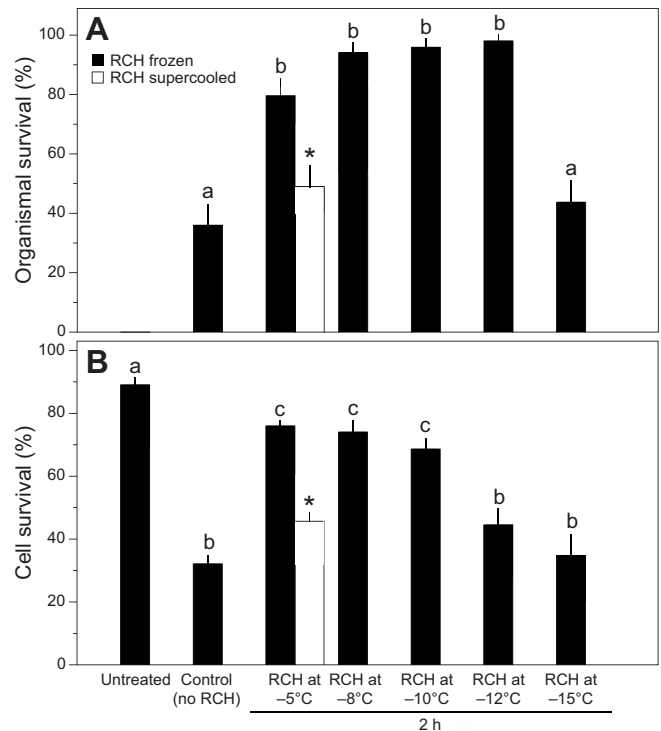 A
RCH frozen
RCH supercooled
Organismal survival (%)
100
80
60
40
20
0
a
b
*
b
b
b
a
B
Cell survival (%)
100
80
60
40
20
0
a
b
c
*
c
c
b
b
Untreated
Control
(no RCH)
RCH at
–5°C
RCH at
–8°C
RCH at
–10°C
RCH at
–12°C
RCH at
–15°C
2 h